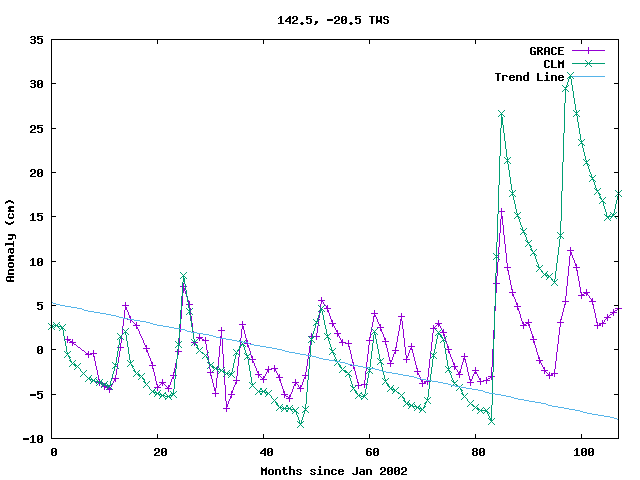 142.5, -20.5 TWS
GRACE
CLM
Trend Line
35
30
25
20
15
10
5
0
-5
-10
Anomaly (cm)
0 20 40 60 80 100
Months since Jan 2002